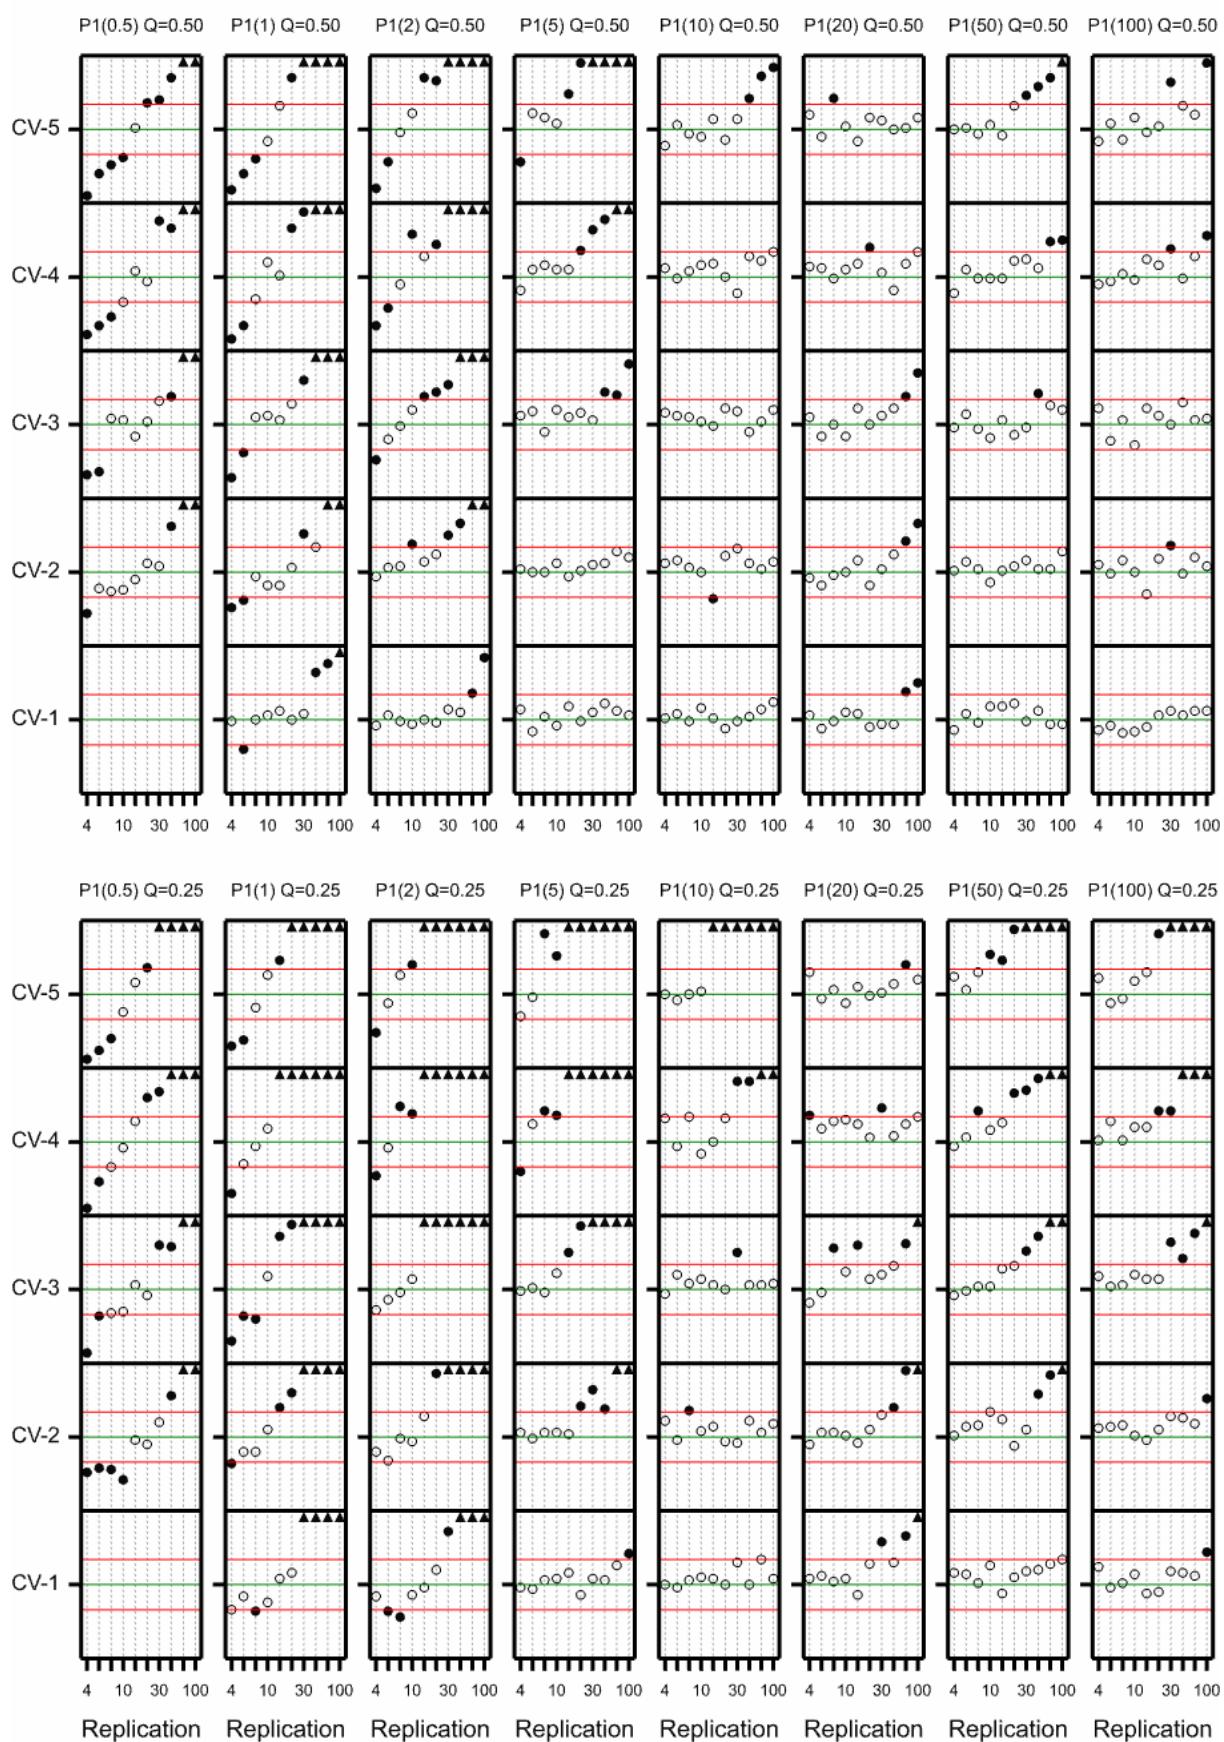 P1(0.5) Q=0.50 P1(1) Q=0.50 P1(2) Q=0.50 P1(5) Q=0.50 P1(10) Q=0.50 P1(20) Q=0.50 P1(50) Q=0.50 P1(100) Q=0.50
CV-5
CV-4
CV-3
CV-2
CV-1
4 10 30 100 4 10 30 100 4 10 30 100 4 10 30 100 4 10 30 100 4 10 30 100 4 10 30 100 4 10 30 100
P1(0.5) Q=0.25 P1(1) Q=0.25 P1(2) Q=0.25 P1(5) Q=0.25 P1(10) Q=0.25 P1(20) Q=0.25 P1(50) Q=0.25 P1(100) Q=0.25
CV-5
CV-4
CV-3
CV-2
CV-1
4 10 30 100 4 10 30 100 4 10 30 100 4 10 30 100 4 10 30 100 4 10 30 100 4 10 30 100 4 10 30 100
Replication Replication Replication Replication Replication Replication Replication Replication